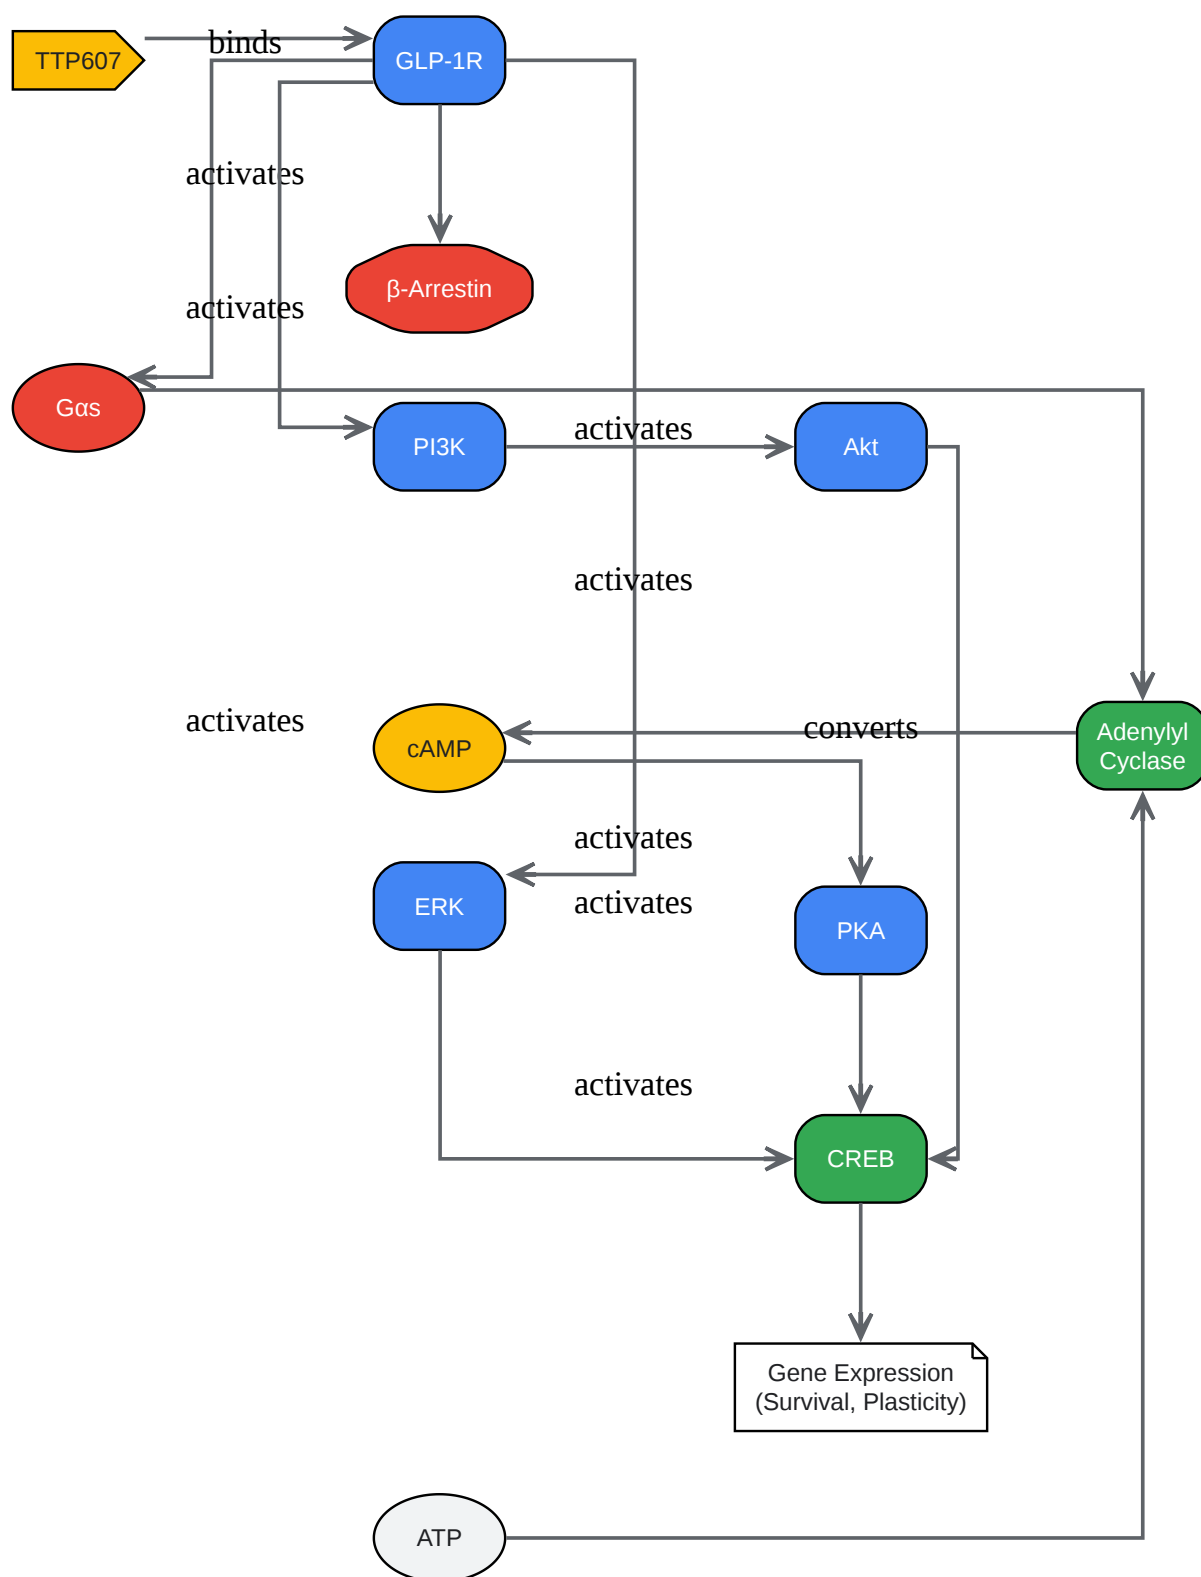 TTP607
binds
GLP-1R
activates
β-Arrestin
activates
Gαs
activates
PI3K
Akt
activates
activates
cAMP
converts
Adenylyl
Cyclase
activates
ERK
activates
PKA
activates
CREB
Gene Expression
(Survival, Plasticity)
ATP